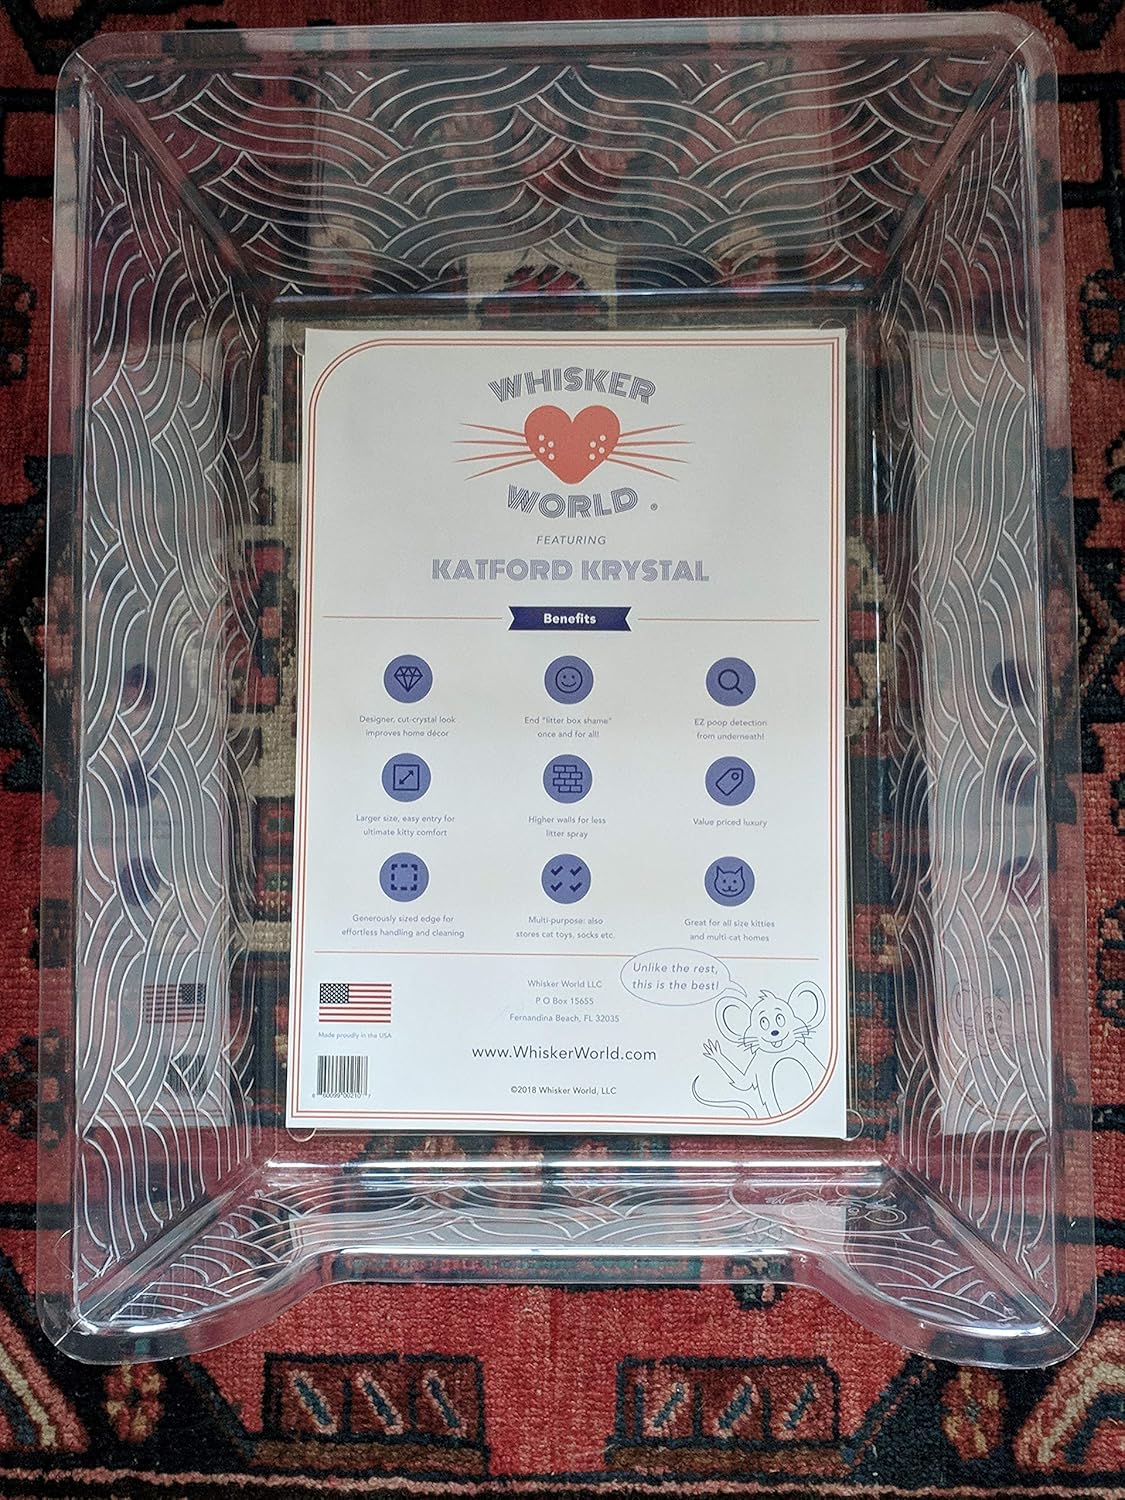 WHISKER
WORLD ®
FEATURING
KATFORD KRYSTAL
Benefits
Designer, cut-crystal look
improves home décor
End "litter box shame"
once and for all!
EZ poop detection
from underneath!
Larger size, easy entry for
ultimate kitty comfort
Higher walls for less
litter spray
Value priced luxury
Generously sized edge for
effortless handling and cleaning
Multi-purpose: also
stores cat toys, socks etc.
Great for all size kitties
and multi-cat homes
Unlike the rest,
this is the best!
Made proudly in the USA
Whisker World LLC
P O Box 15655
Fernandina Beach, FL 32035
www.WhiskerWorld.com
©2018 Whisker World, LLC